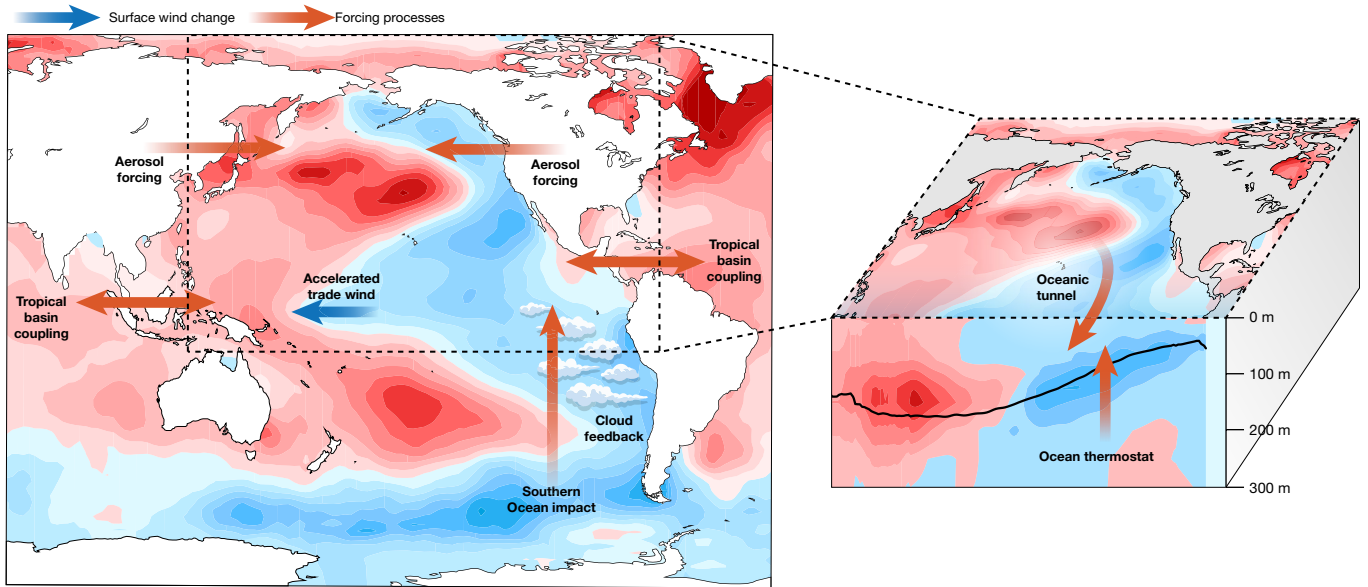 Surface wind change
Forcing processes
Aerosol
forcing
Aerosol
forcing
Tropical
basin
coupling
Accelerated
trade wind
Tropical
basin
coupling
Cloud
feedback
Southern
Ocean impact
Oceanic
tunnel
Ocean thermostat
0 m
100 m
200 m
300 m